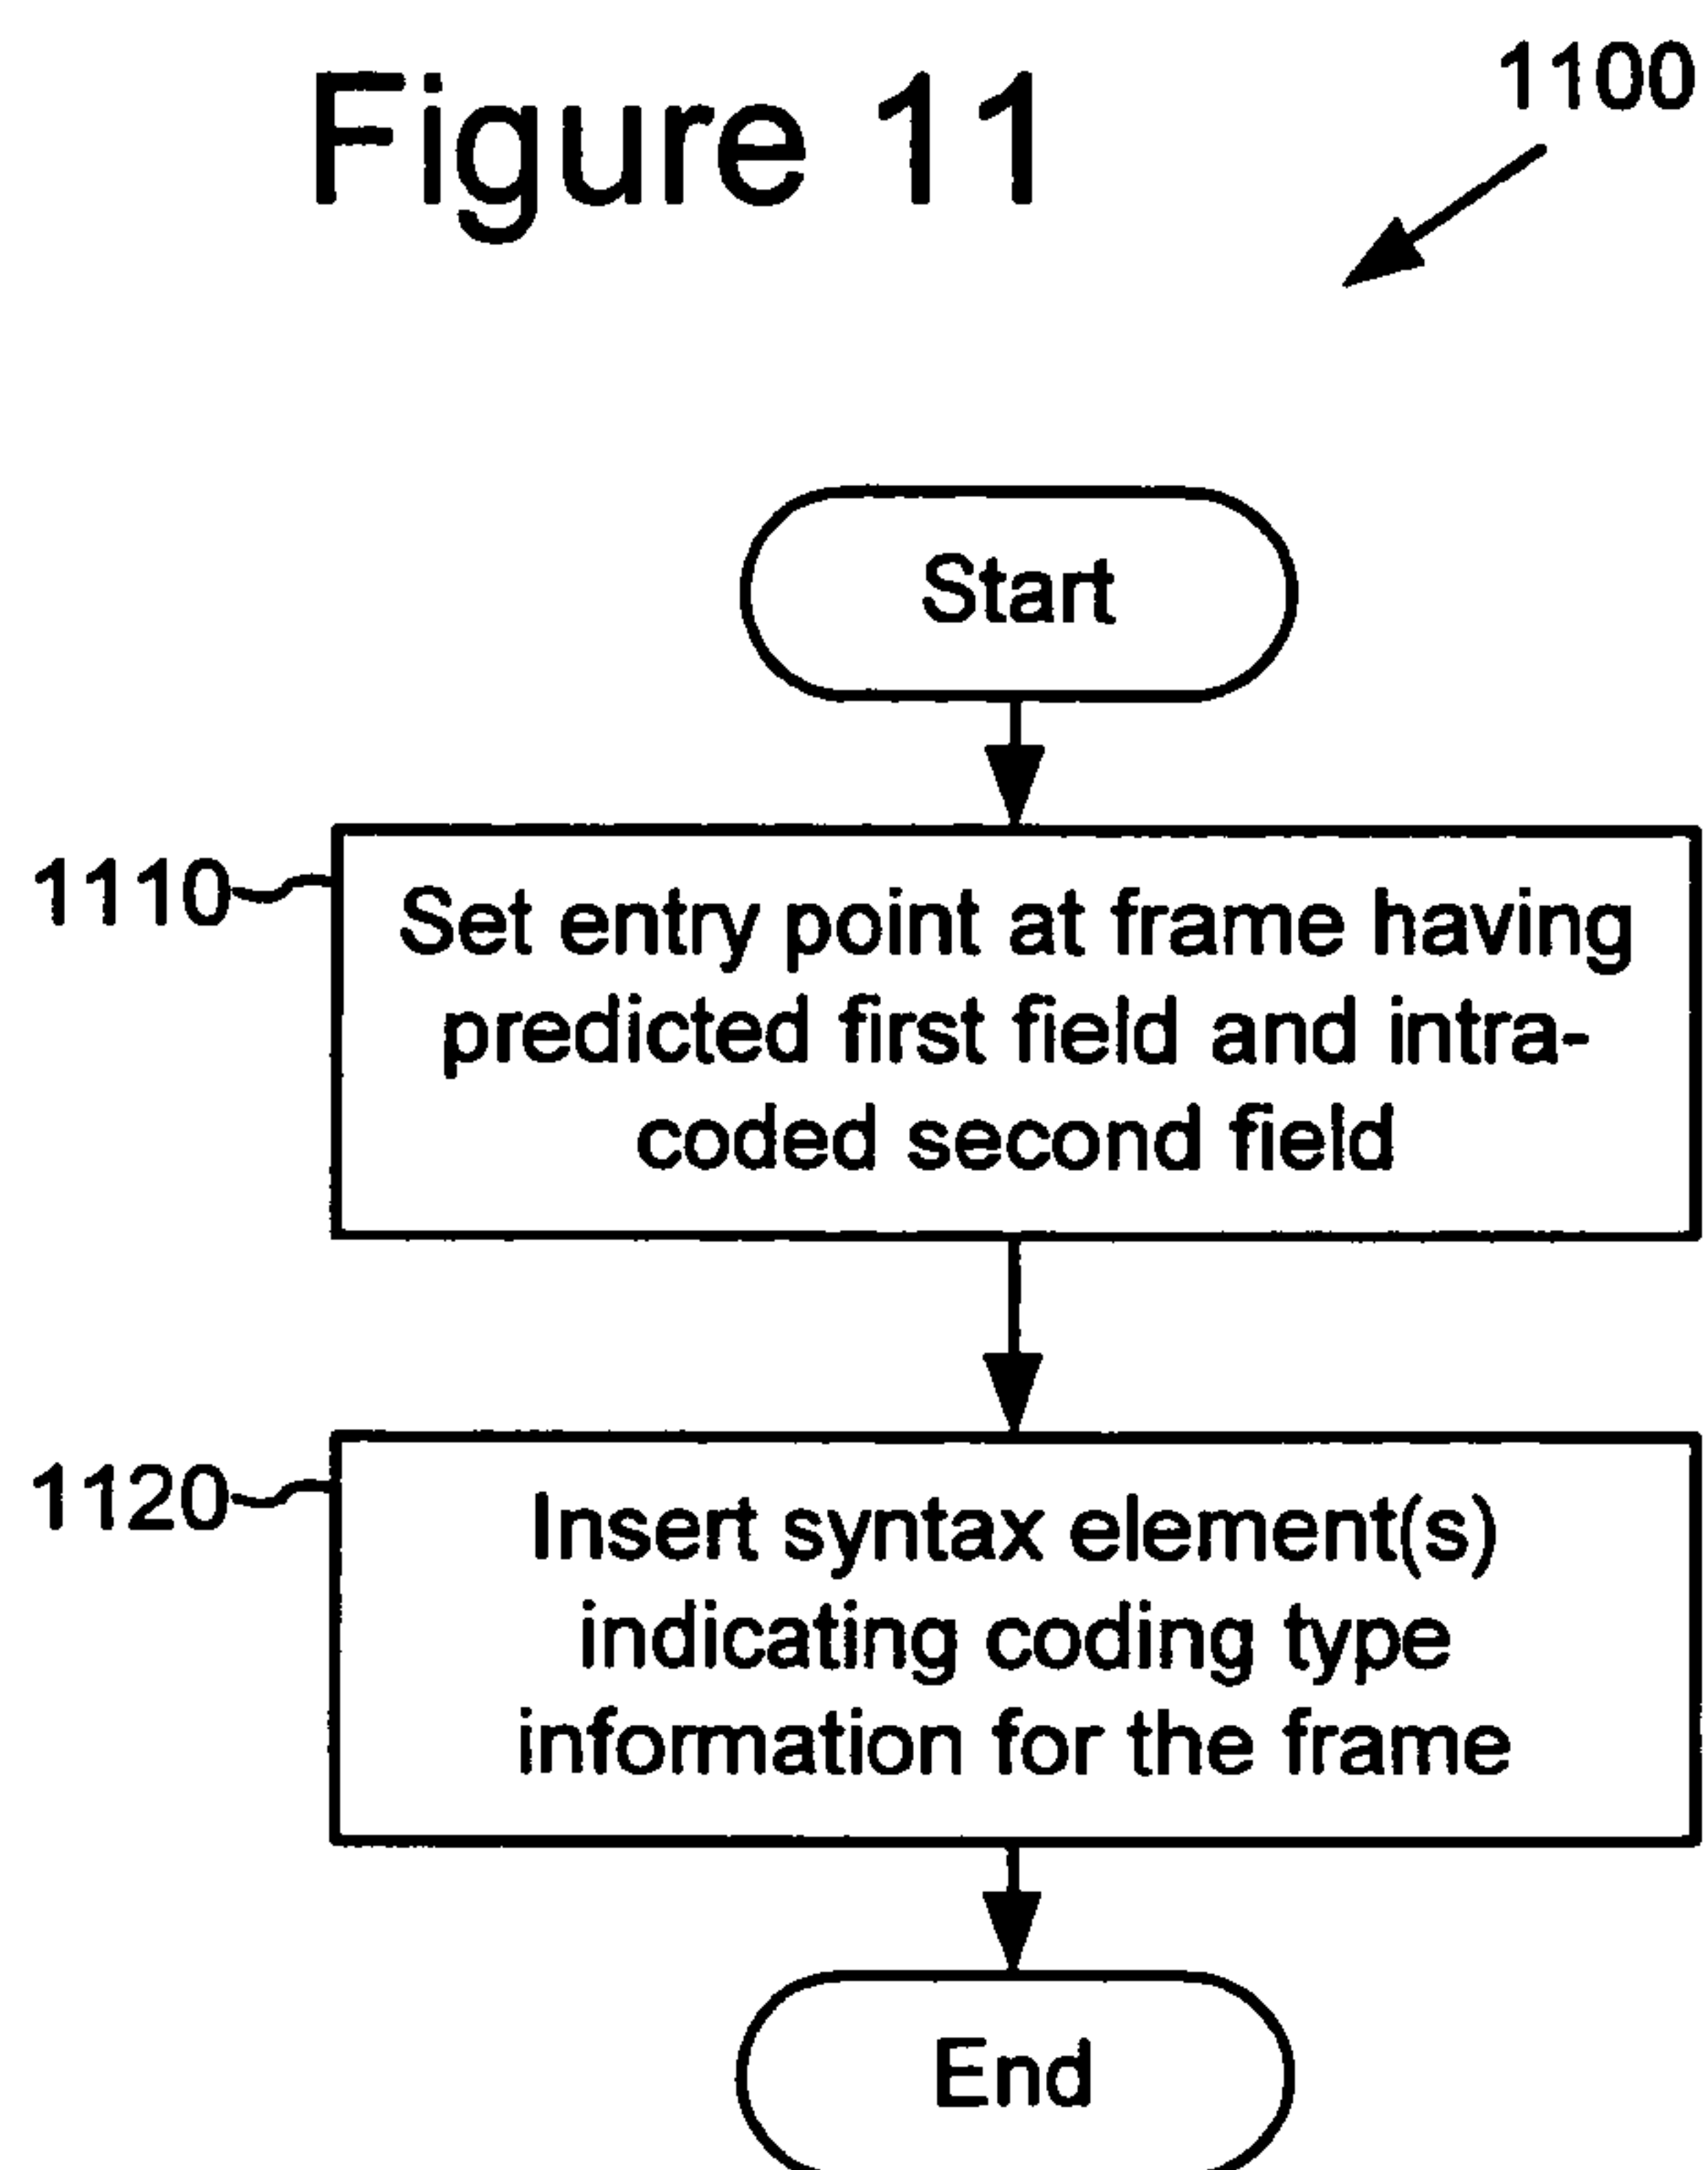 Figure 11
1100
Start
1110
Set entry point at frame having
predicted first field and intra-
coded second field
1120
Insert syntax element(s)
indicating coding type
information for the frame
End